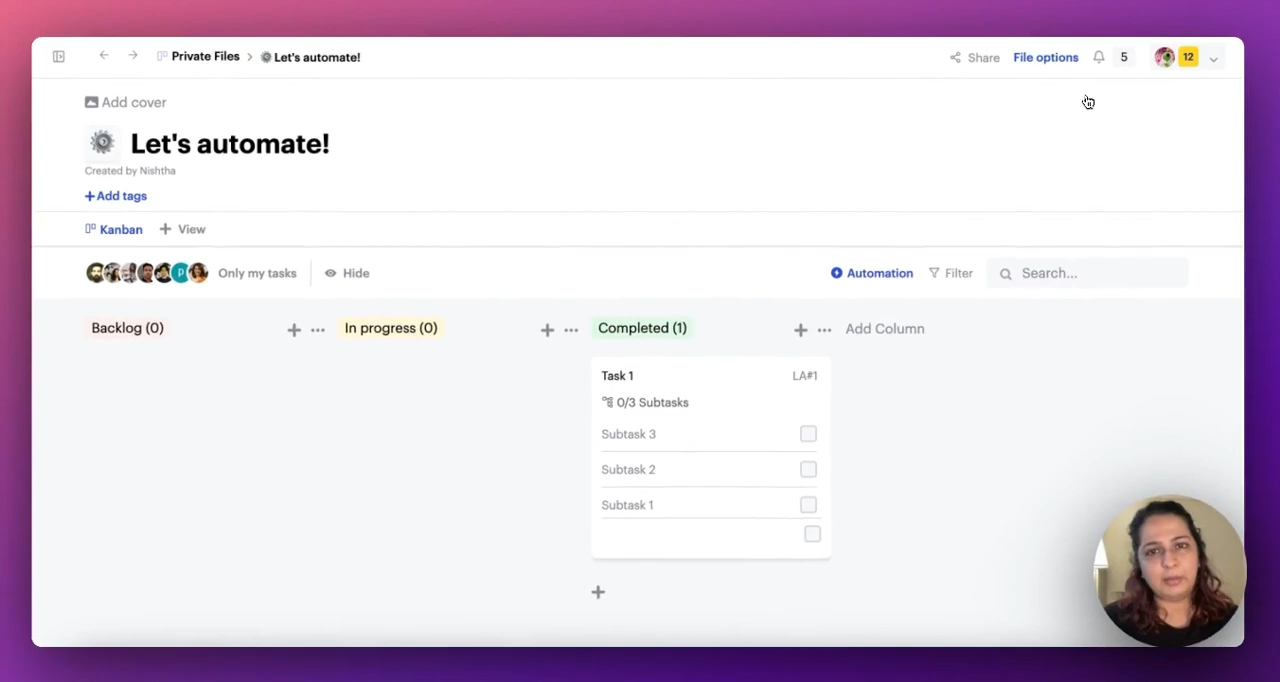 Private Files > Let's automate!
Share File options 5 12
Add cover
Let's automate!
Created by Nishtha
+Add tags
Kanban + View
P Only my tasks Hide
Automation Filter Search...
Backlog (0) + ... In progress (0) + ... Completed (1) + ... Add Column
Task 1 LA#1
0/3 Subtasks
Subtask 3
Subtask 2
Subtask 1
+